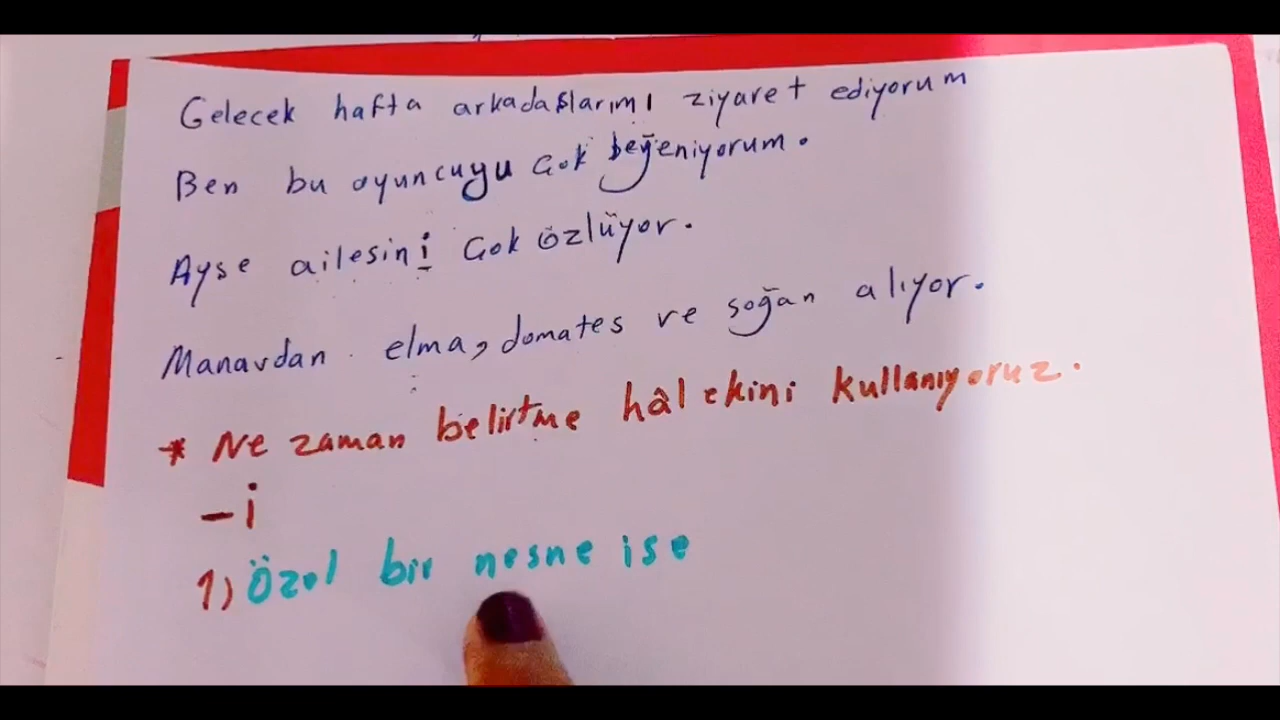 Gelecek hafta arkadaşlarımı ziyaret ediyorum
Ben bu oyuncuyu çok beğeniyorum.
Ayşe ailesini çok özlüyor.
Manavdan elma, domates ve soğan alıyor.
* Ne zaman belirtme hâl ekini kullanıyoruz.
-i
1) Özel bir nesne ise